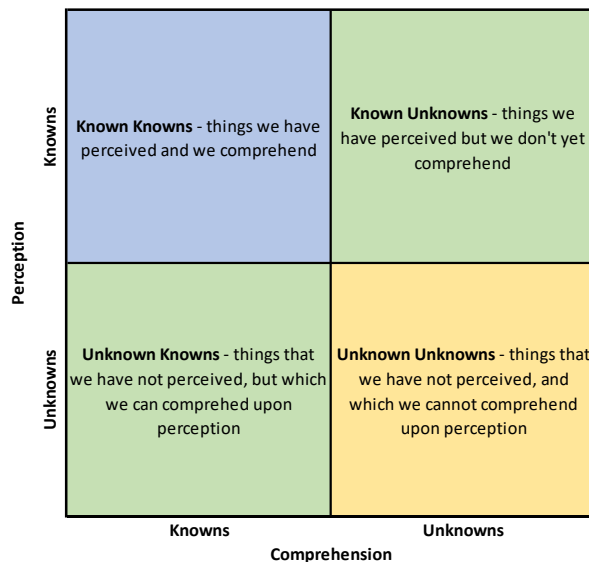 Known Knowns - things we have
perceived and we comprehend
Known Unknowns - things we
have perceived but we don't yet
comprehend
Unknown Knowns - things that
we have not perceived, but which
we can comprehed upon
perception
Unknown Unknowns - things that
we have not perceived, and
which we cannot comprehend
upon perception
Perception
Knowns
Unknowns
Knowns
Unknowns
Comprehension